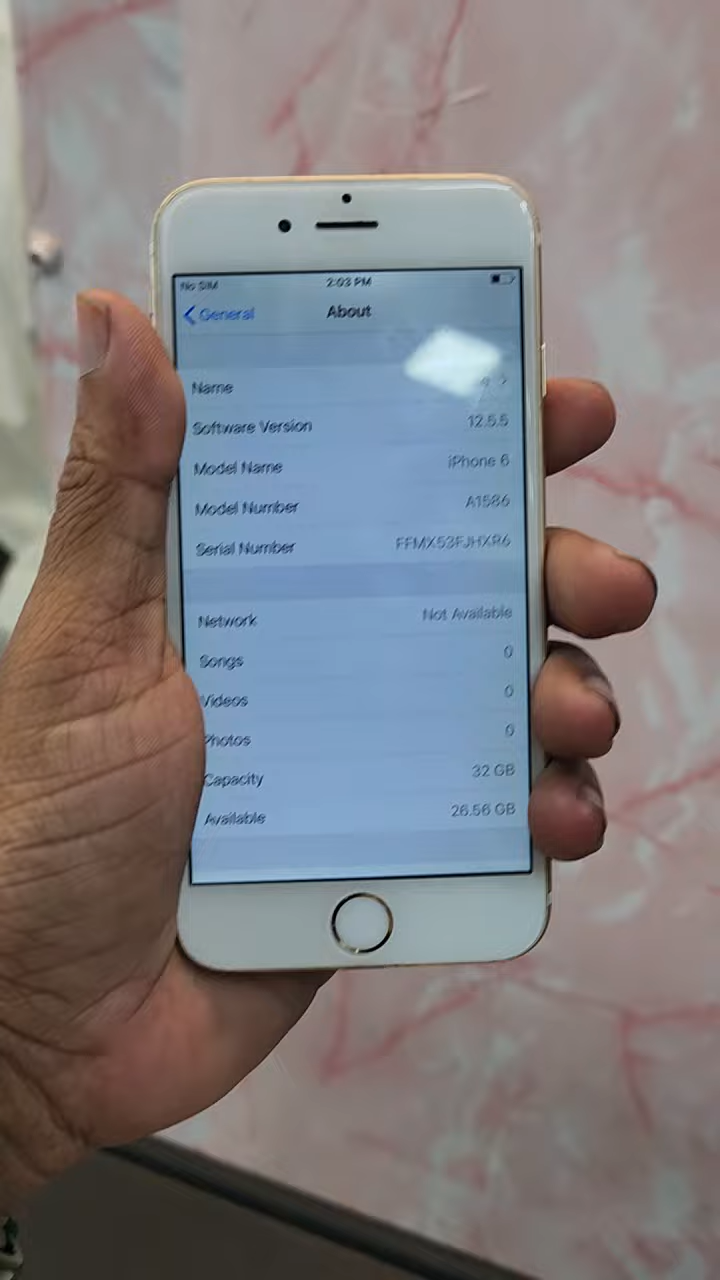 No SIM 2:03 PM
General About
Name
Software Version 12.5.5
Model Name iPhone 6
Model Number A1586
Serial Number FFMX53FJHXR6
Network Not Available
Songs 0
Videos 0
Photos 0
Capacity 32 GB
Available 26.56 GB